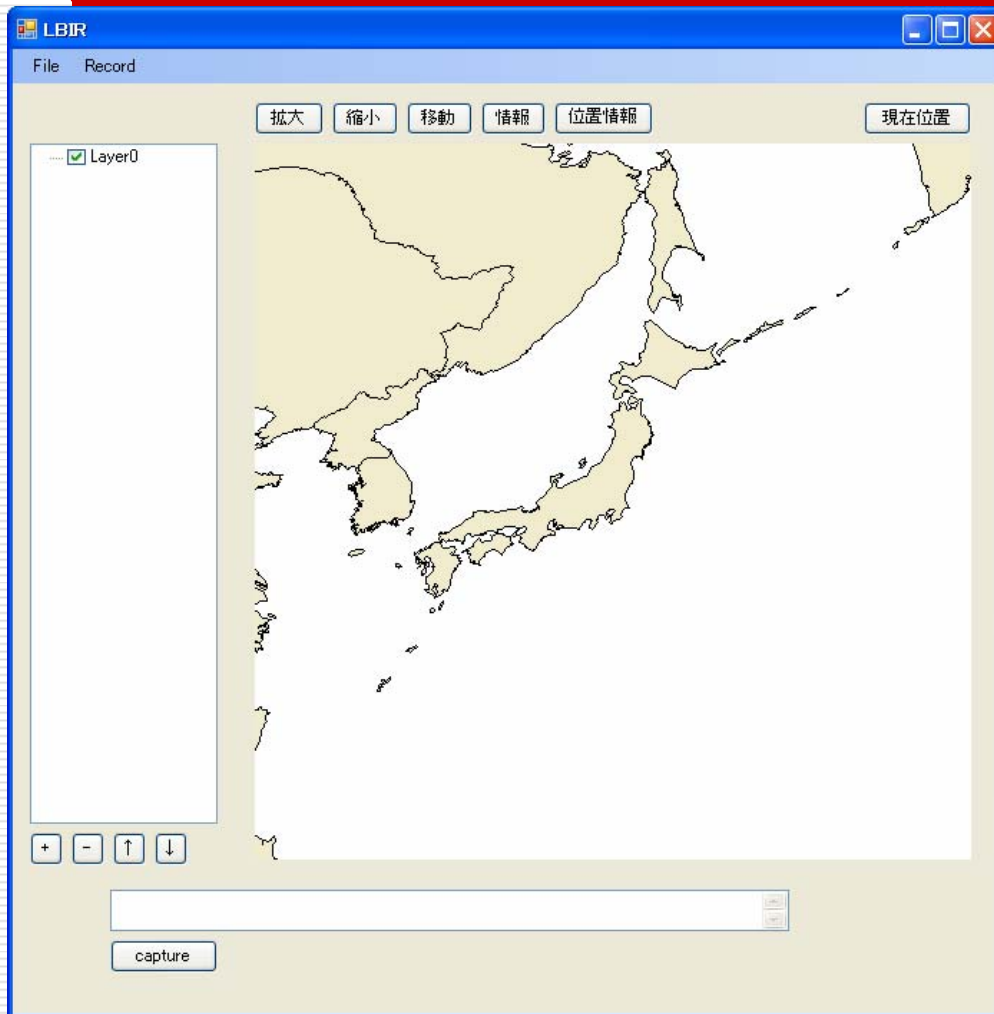 LBIR
File Record
拡大 縮小 移動 情報 位置情報 現在位置
Layer0
+ - ↑ ↓
capture